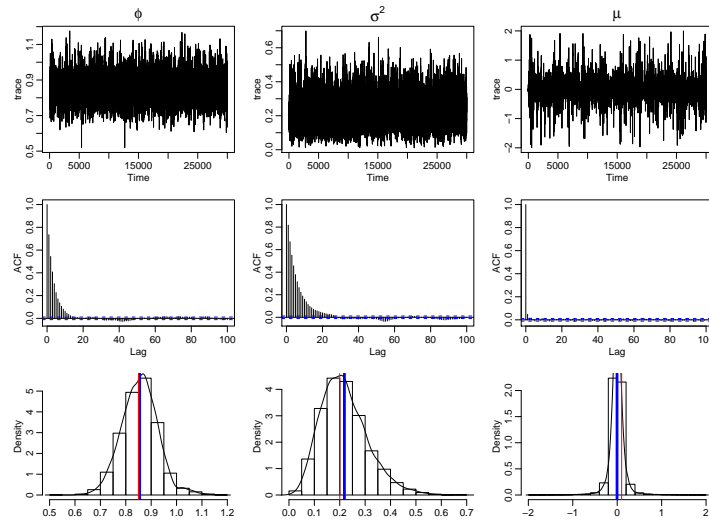 ϕ
σ²
μ
trace
0.5 0.7 0.9 1.1
0 5000 15000 25000
Time
trace
0.0 0.2 0.4 0.6
0 5000 15000 25000
Time
trace
−2 −1 0 1 2
0 5000 15000 25000
Time
ACF
0.0 0.2 0.4 0.6 0.8 1.0
0 20 40 60 80 100
Lag
ACF
0.0 0.2 0.4 0.6 0.8 1.0
0 20 40 60 80 100
Lag
ACF
0.0 0.2 0.4 0.6 0.8 1.0
0 20 40 60 80 100
Lag
Density
0 1 2 3 4 5
0.5 0.6 0.7 0.8 0.9 1.0 1.1 1.2
Density
0 1 2 3 4
0.0 0.1 0.2 0.3 0.4 0.5 0.6 0.7
Density
0.0 0.5 1.0 1.5 2.0
−2 −1 0 1 2